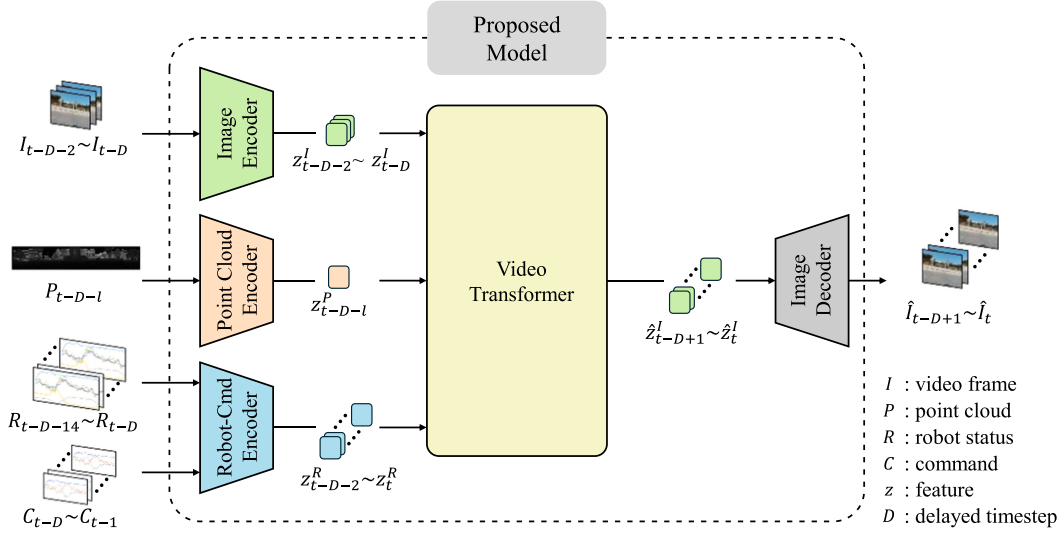 Proposed
Model
I_{t-D-2}~I_{t-D}
Image
Encoder
z^I_{t-D-2}~ z^I_{t-D}
P_{t-D-l}
Point Cloud
Encoder
z^P_{t-D-l}
R_{t-D-14}~R_{t-D}
C_{t-D}~C_{t-1}
Robot-Cmd
Encoder
z^R_{t-D-2}~z^R_t
Video
Transformer
ẑ^I_{t-D+1}~ẑ^I_t
Image
Decoder
Î_{t-D+1}~Î_t
I : video frame
P : point cloud
R : robot status
C : command
z : feature
D : delayed timestep